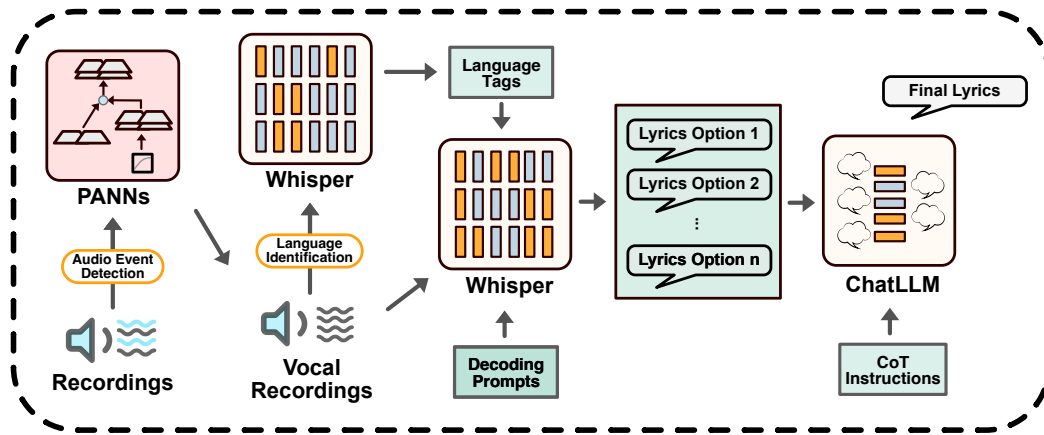 PANNs
Audio Event
Detection
Recordings
Whisper
Language
Identification
Vocal
Recordings
Language
Tags
Whisper
Decoding
Prompts
Lyrics Option 1
Lyrics Option 2
...
Lyrics Option n
Final Lyrics
ChatLLM
CoT
Instructions